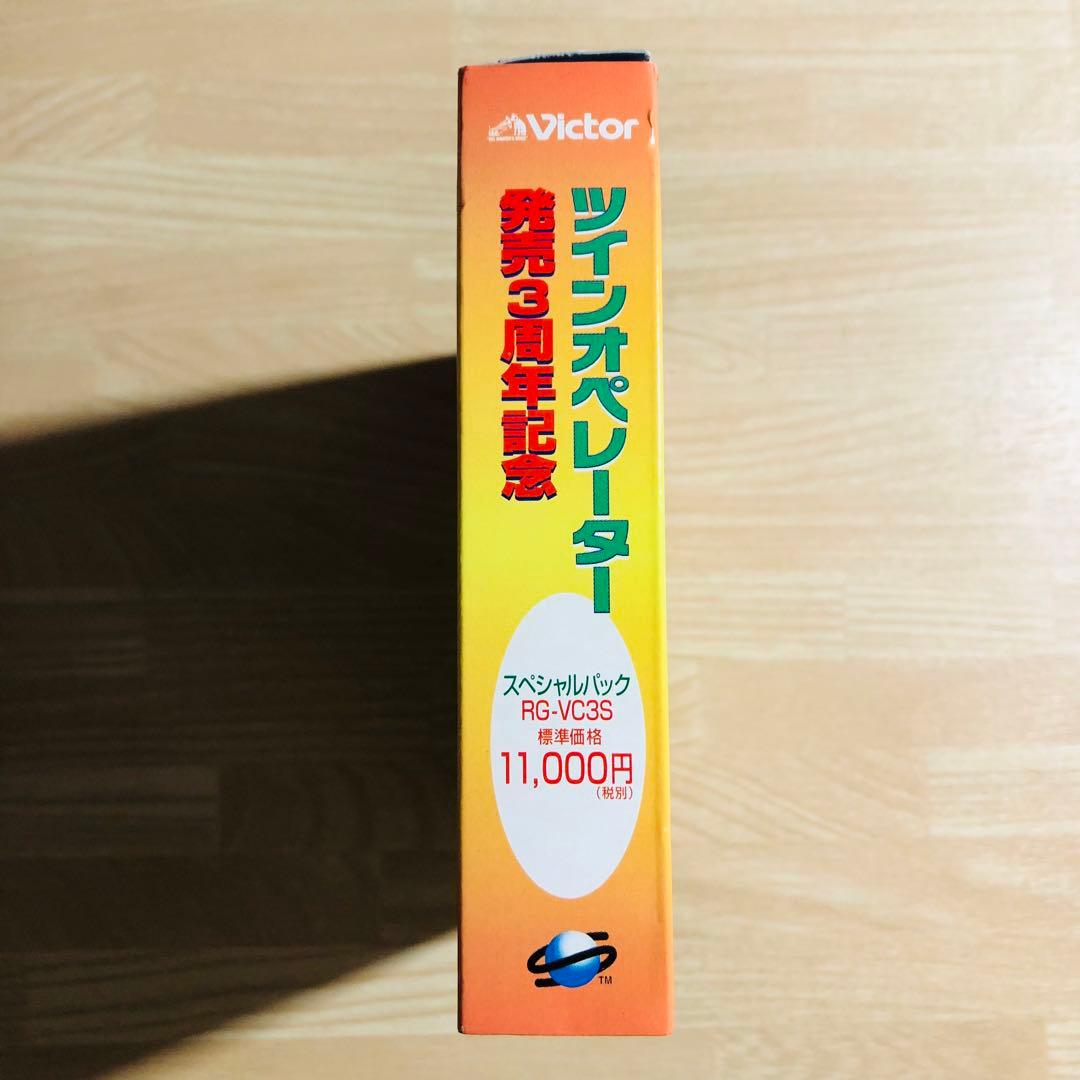 Victor
ツインオペレーター
発売3周年記念
スペシャルパック
RG-VC3S
標準価格
11,000円
(税別)
TM